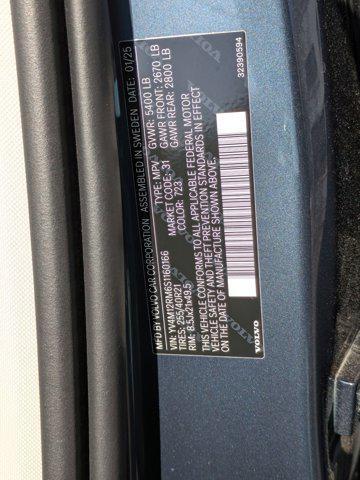 MFD BY VOLVO CAR CORPORATION ASSEMBLED IN SWEDEN DATE: 01/25
VIN: YV4M12RM6S1160166 TYPE: MPV GVWR: 5400 LB
TIRES: 255/40R21 MARKET CODE: 31 GAWR FRONT: 2670 LB
RIM: 8.5Jx21x49.5 COLOR: 723 GAWR REAR: 2800 LB
THIS VEHICLE CONFORMS TO ALL APPLICABLE FEDERAL MOTOR
VEHICLE SAFETY AND THEFT PREVENTION STANDARDS IN EFFECT
ON THE DATE OF MANUFACTURE SHOWN ABOVE.
VOLVO 32390594